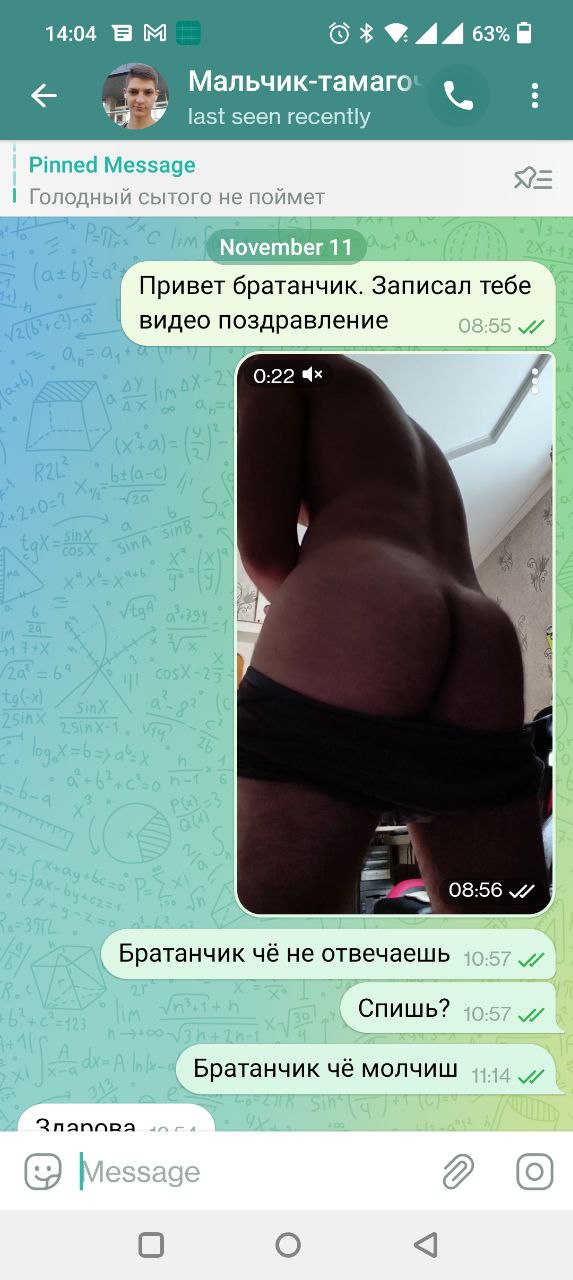 14:04
63%
Мальчик-тамаго
last seen recently
Pinned Message
Голодный сытого не поймет
November 11
Привет братанчик. Записал тебе
видео поздравление
08:55
0:22
08:56
Братанчик чё не отвечаешь 10:57
Спишь? 10:57
Братанчик чё молчиш 11:14
Здарова
Message